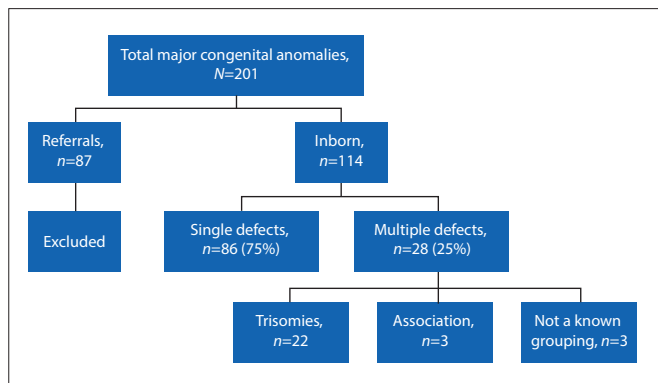 Total major congenital anomalies,
N=201
Referrals,
n=87
Inborn,
n=114
Excluded
Single defects,
n=86 (75%)
Multiple defects,
n=28 (25%)
Trisomies,
n=22
Association,
n=3
Not a known
grouping, n=3